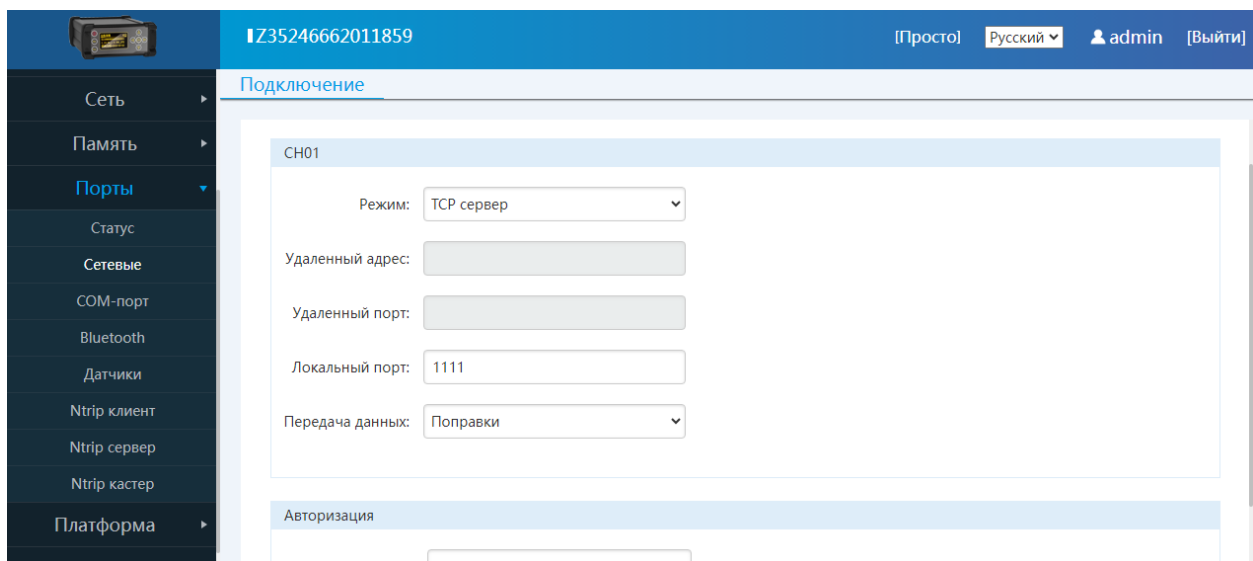 IZ35246662011859 [Просто] Русский admin [Выйти]
Подключение
Сеть
Память
Порты
Статус
Сетевые
COM-порт
Bluetooth
Датчики
Ntrip клиент
Ntrip сервер
Ntrip кастер
Платформа
CH01
Режим: TCP сервер
Удаленный адрес:
Удаленный порт:
Локальный порт: 1111
Передача данных: Поправки
Авторизация